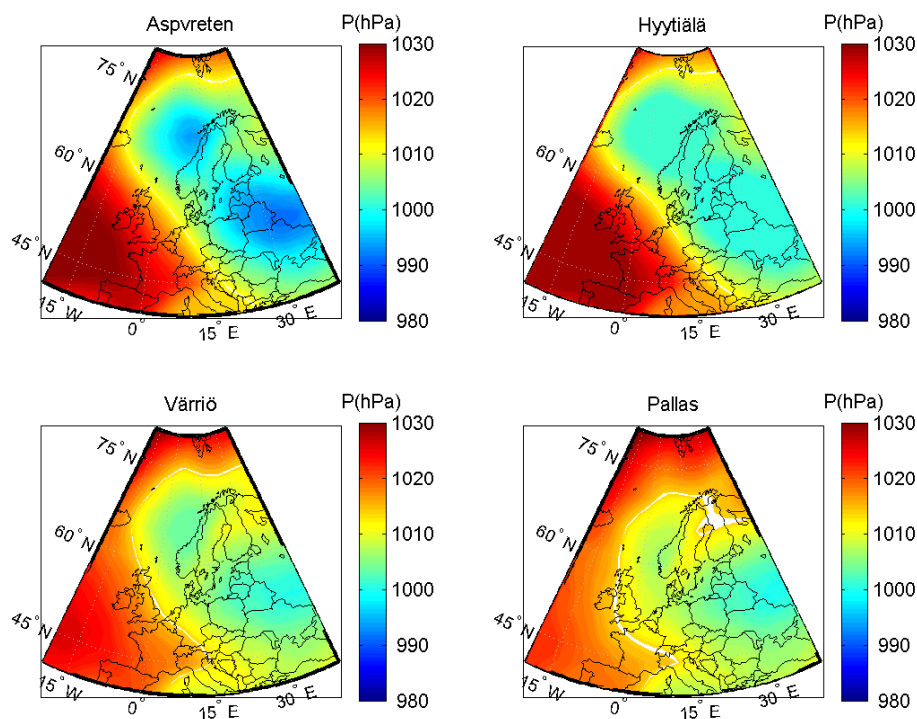 Aspvreten
P(hPa)
1030
1020
1010
1000
990
980
75°N
60°N
45°N
15°W
0°
15°E
30°E
Hyytiälä
P(hPa)
1030
1020
1010
1000
990
980
75°N
60°N
45°N
15°W
0°
15°E
30°E
Värriö
P(hPa)
1030
1020
1010
1000
990
980
75°N
60°N
45°N
15°W
0°
15°E
30°E
Pallas
P(hPa)
1030
1020
1010
1000
990
980
75°N
60°N
45°N
15°W
0°
15°E
30°E